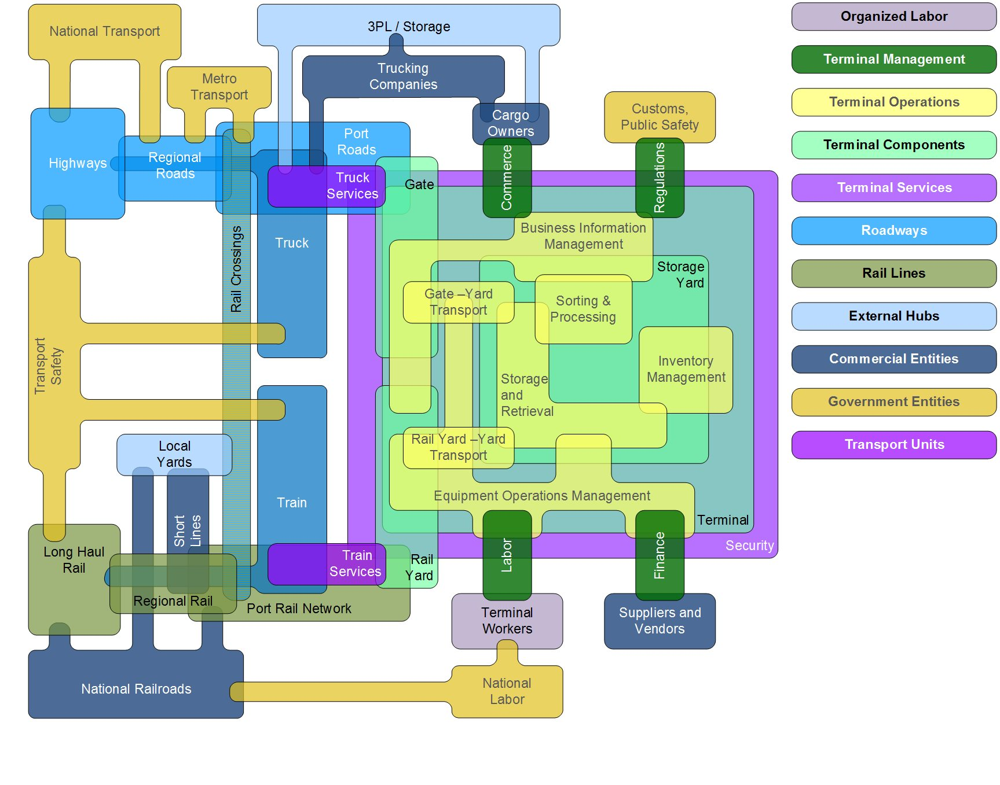 National Transport
Metro
Transport
3PL / Storage
Trucking
Companies
Cargo
Owners
Customs,
Public Safety
Highways
Regional
Roads
Port
Roads
Truck
Services
Gate
Commerce
Regulations
Truck
Rail Crossings
Business Information
Management
Storage
Yard
Gate –Yard
Transport
Sorting &
Processing
Transport
Safety
Storage
and
Retrieval
Inventory
Management
Rail Yard –Yard
Transport
Local
Yards
Equipment Operations Management
Train
Short
Lines
Terminal
Security
Long Haul
Rail
Train
Services
Rail
Yard
Labor
Finance
Regional Rail
Port Rail Network
Terminal
Workers
Suppliers and
Vendors
National Railroads
National
Labor
Organized Labor
Terminal Management
Terminal Operations
Terminal Components
Terminal Services
Roadways
Rail Lines
External Hubs
Commercial Entities
Government Entities
Transport Units